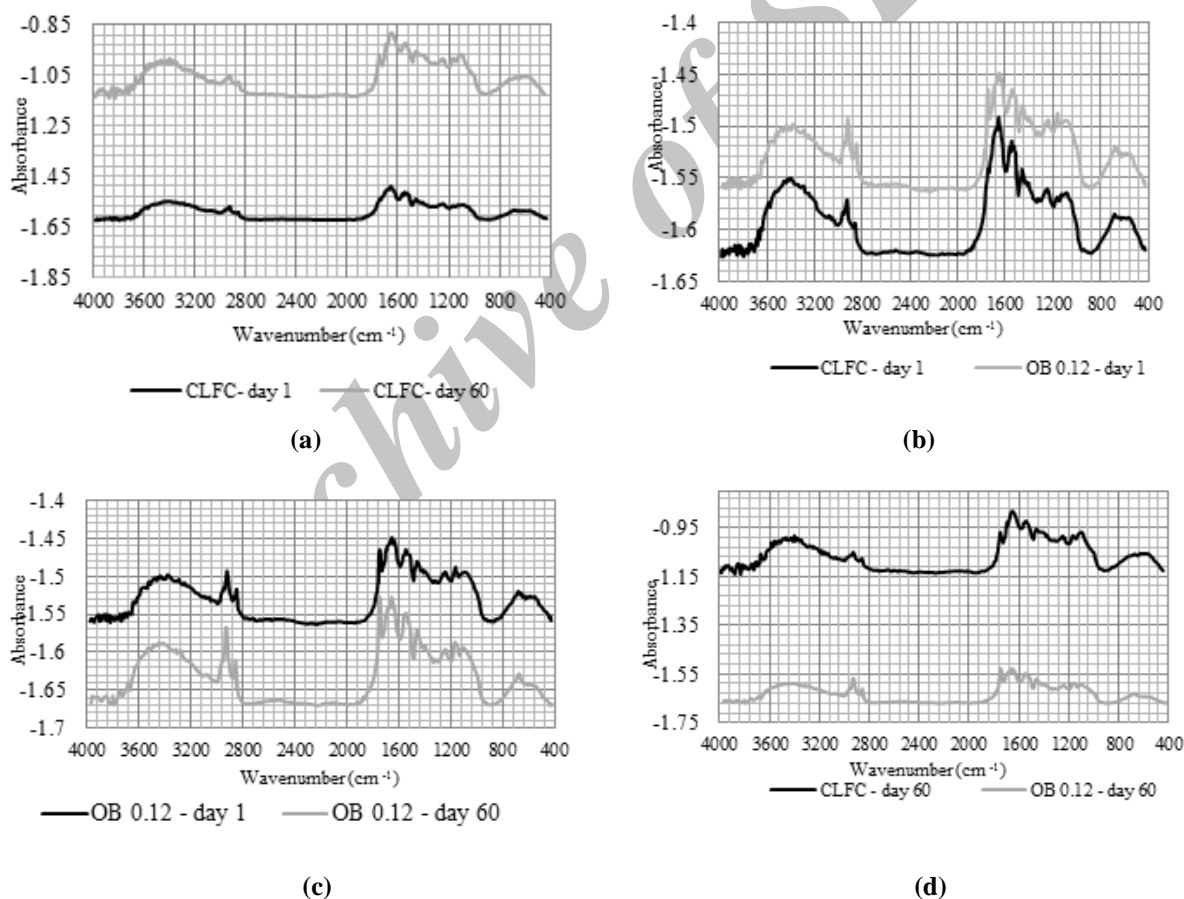 -0.85
-1.05
-1.25
-1.45
-1.65
-1.85
Absorbance
4000 3600 3200 2800 2400 2000 1600 1200 800 400
Wavenumber (cm -1)
CLFC- day 1 CLFC- day 60
(a)
-1.4
-1.45
-1.5
-1.55
-1.6
-1.65
Absorbance
4000 3600 3200 2800 2400 2000 1600 1200 800 400
Wavenumber (cm -1)
CLFC - day 1 OB 0.12 - day 1
(b)
-1.4
-1.45
-1.5
-1.55
-1.6
-1.65
-1.7
Absorbance
4000 3600 3200 2800 2400 2000 1600 1200 800 400
Wavenumber (cm -1)
OB 0.12 - day 1 OB 0.12 - day 60
(c)
-0.95
-1.15
-1.35
-1.55
-1.75
Absorbance
4000 3600 3200 2800 2400 2000 1600 1200 800 400
Wavenumber (cm -1)
CLFC - day 60 OB 0.12 - day 60
(d)
chive of